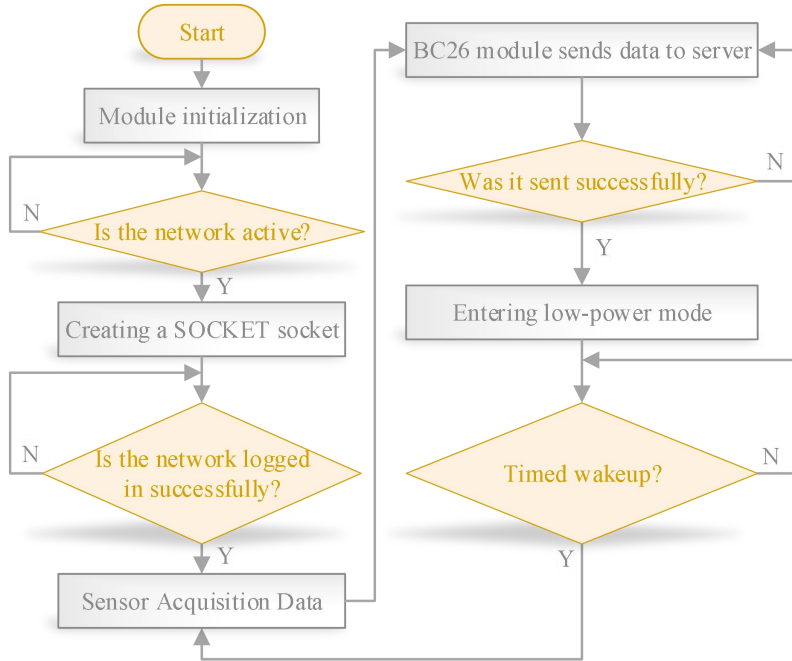 Start
Module initialization
N
Is the network active?
Y
Creating a SOCKET socket
N
Is the network logged
in successfully?
Y
Sensor Acquisition Data
BC26 module sends data to server
N
Was it sent successfully?
Y
Entering low-power mode
Timed wakeup?
N
Y